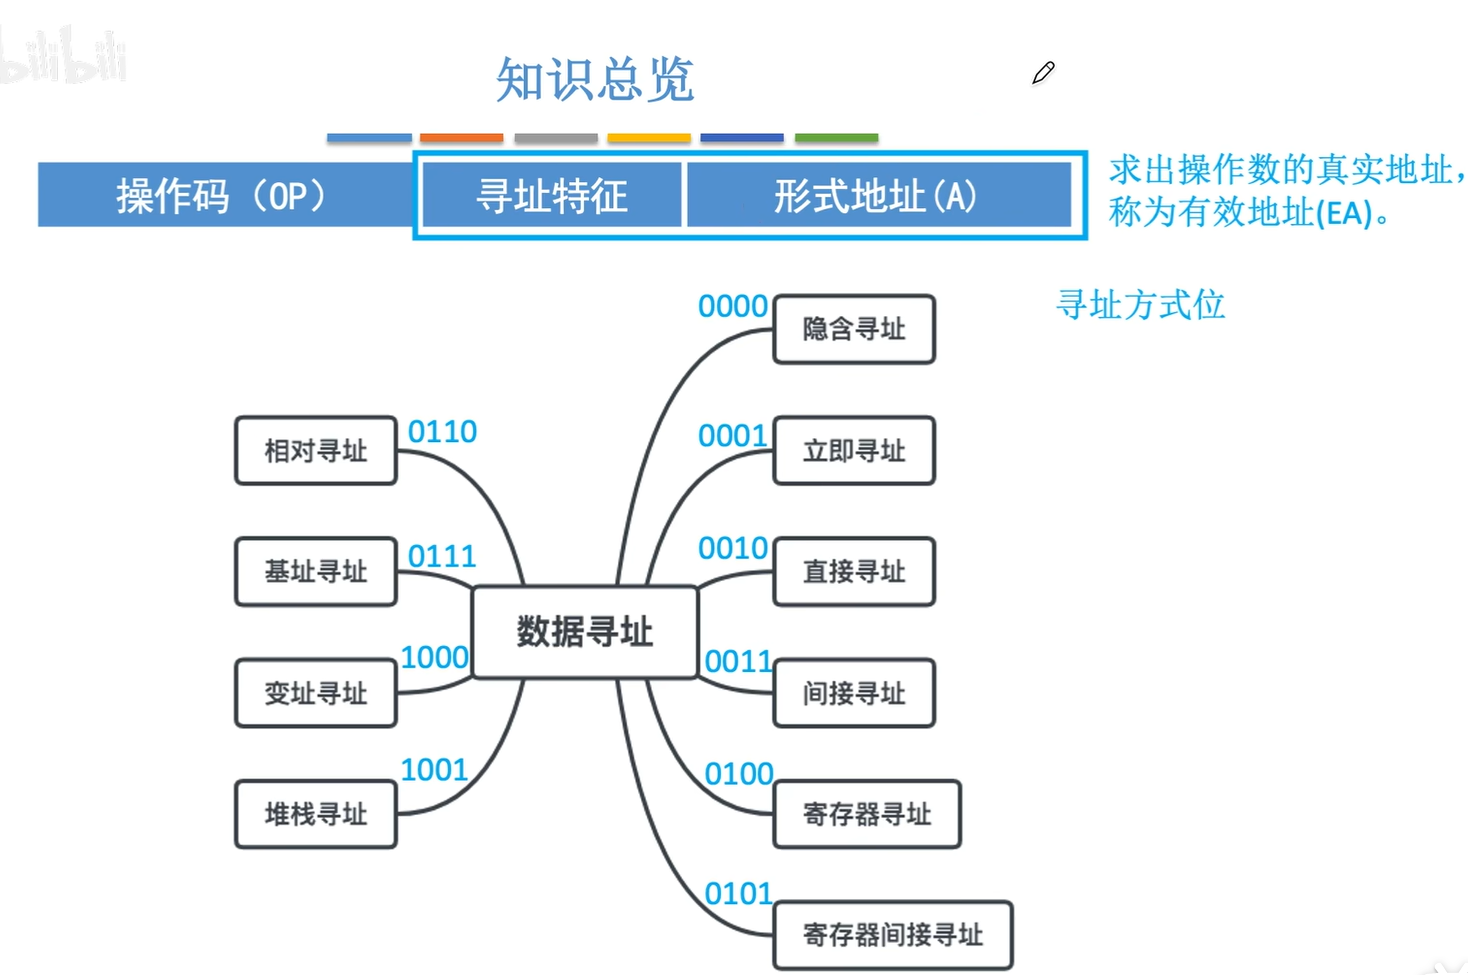 bilibili
知识总览
操作码（OP）
寻址特征
形式地址(A)
求出操作数的真实地址，
称为有效地址(EA)。
寻址方式位
0000
隐含寻址
0001
立即寻址
0010
直接寻址
0011
间接寻址
0100
寄存器寻址
0101
寄存器间接寻址
数据寻址
相对寻址
0110
基址寻址
0111
变址寻址
1000
堆栈寻址
1001